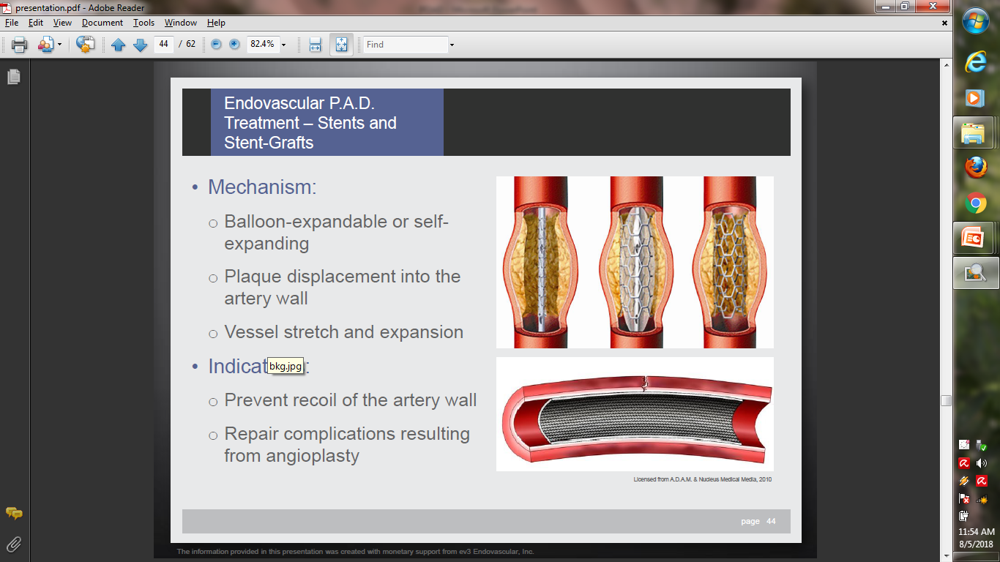 presentation.pdf - Adobe Reader
File Edit View Document Tools Window Help
44 / 62 82.4% Find
Endovascular P.A.D.
Treatment – Stents and
Stent-Grafts
• Mechanism:
o Balloon-expandable or self-
expanding
o Plaque displacement into the
artery wall
o Vessel stretch and expansion
• Indicat :
bkg.jpg
o Prevent recoil of the artery wall
o Repair complications resulting
from angioplasty
Licensed from A.D.A.M. & Nucleus Medical Media, 2010
page 44
The information provided in this presentation was created with monetary support from ev3 Endovascular, Inc.
11:54 AM
8/5/2018